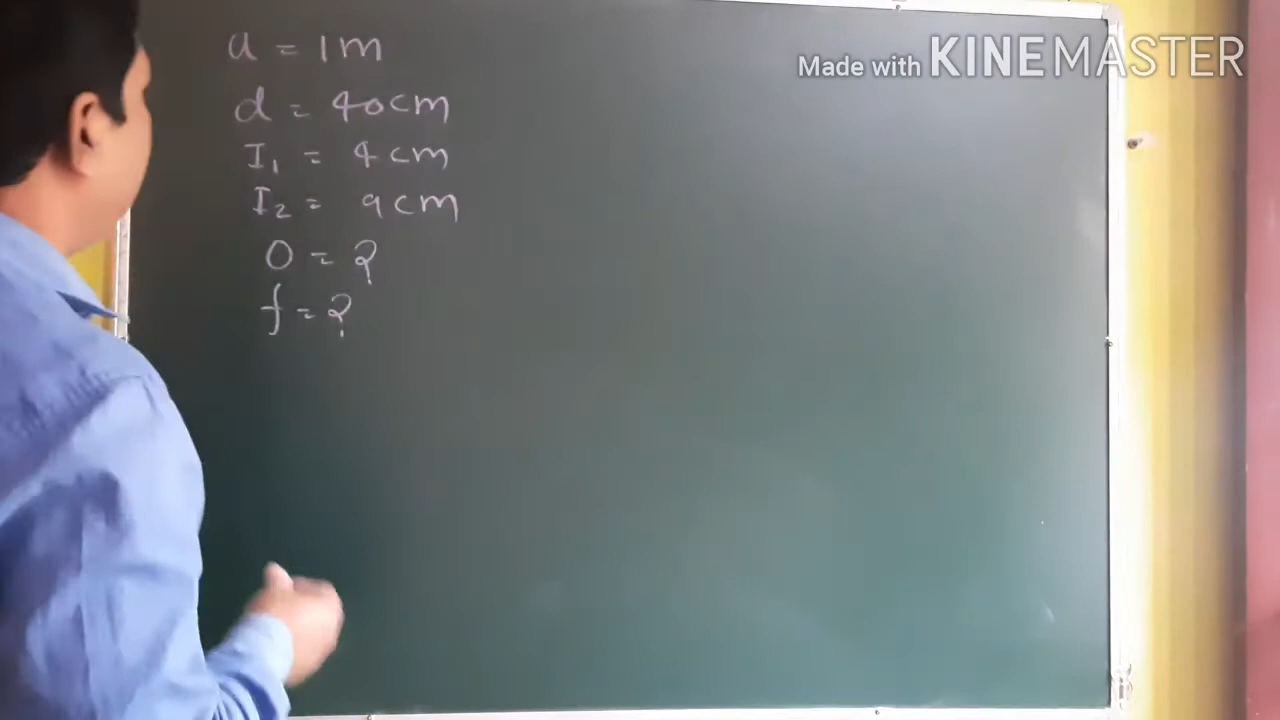 a = 1m
Made with KINEMASTER
d = 40cm
I1 = 4cm
I2 = 9cm
O = ?
f = ?